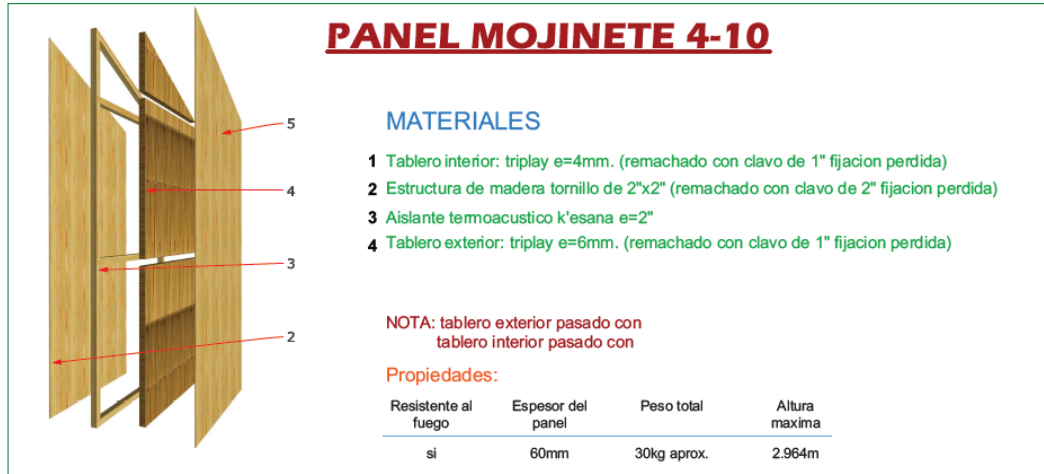 PANEL MOJINETE 4-10
5
4
3
2
MATERIALES
1 Tablero interior: triplay e=4mm. (remachado con clavo de 1" fijacion perdida)
2 Estructura de madera tornillo de 2"x2" (remachado con clavo de 2" fijacion perdida)
3 Aislante termoacustico k'esana e=2"
4 Tablero exterior: triplay e=6mm. (remachado con clavo de 1" fijacion perdida)
NOTA: tablero exterior pasado con
tablero interior pasado con
Propiedades:
Resistente al fuego Espesor del panel Peso total Altura maxima
si 60mm 30kg aprox. 2.964m